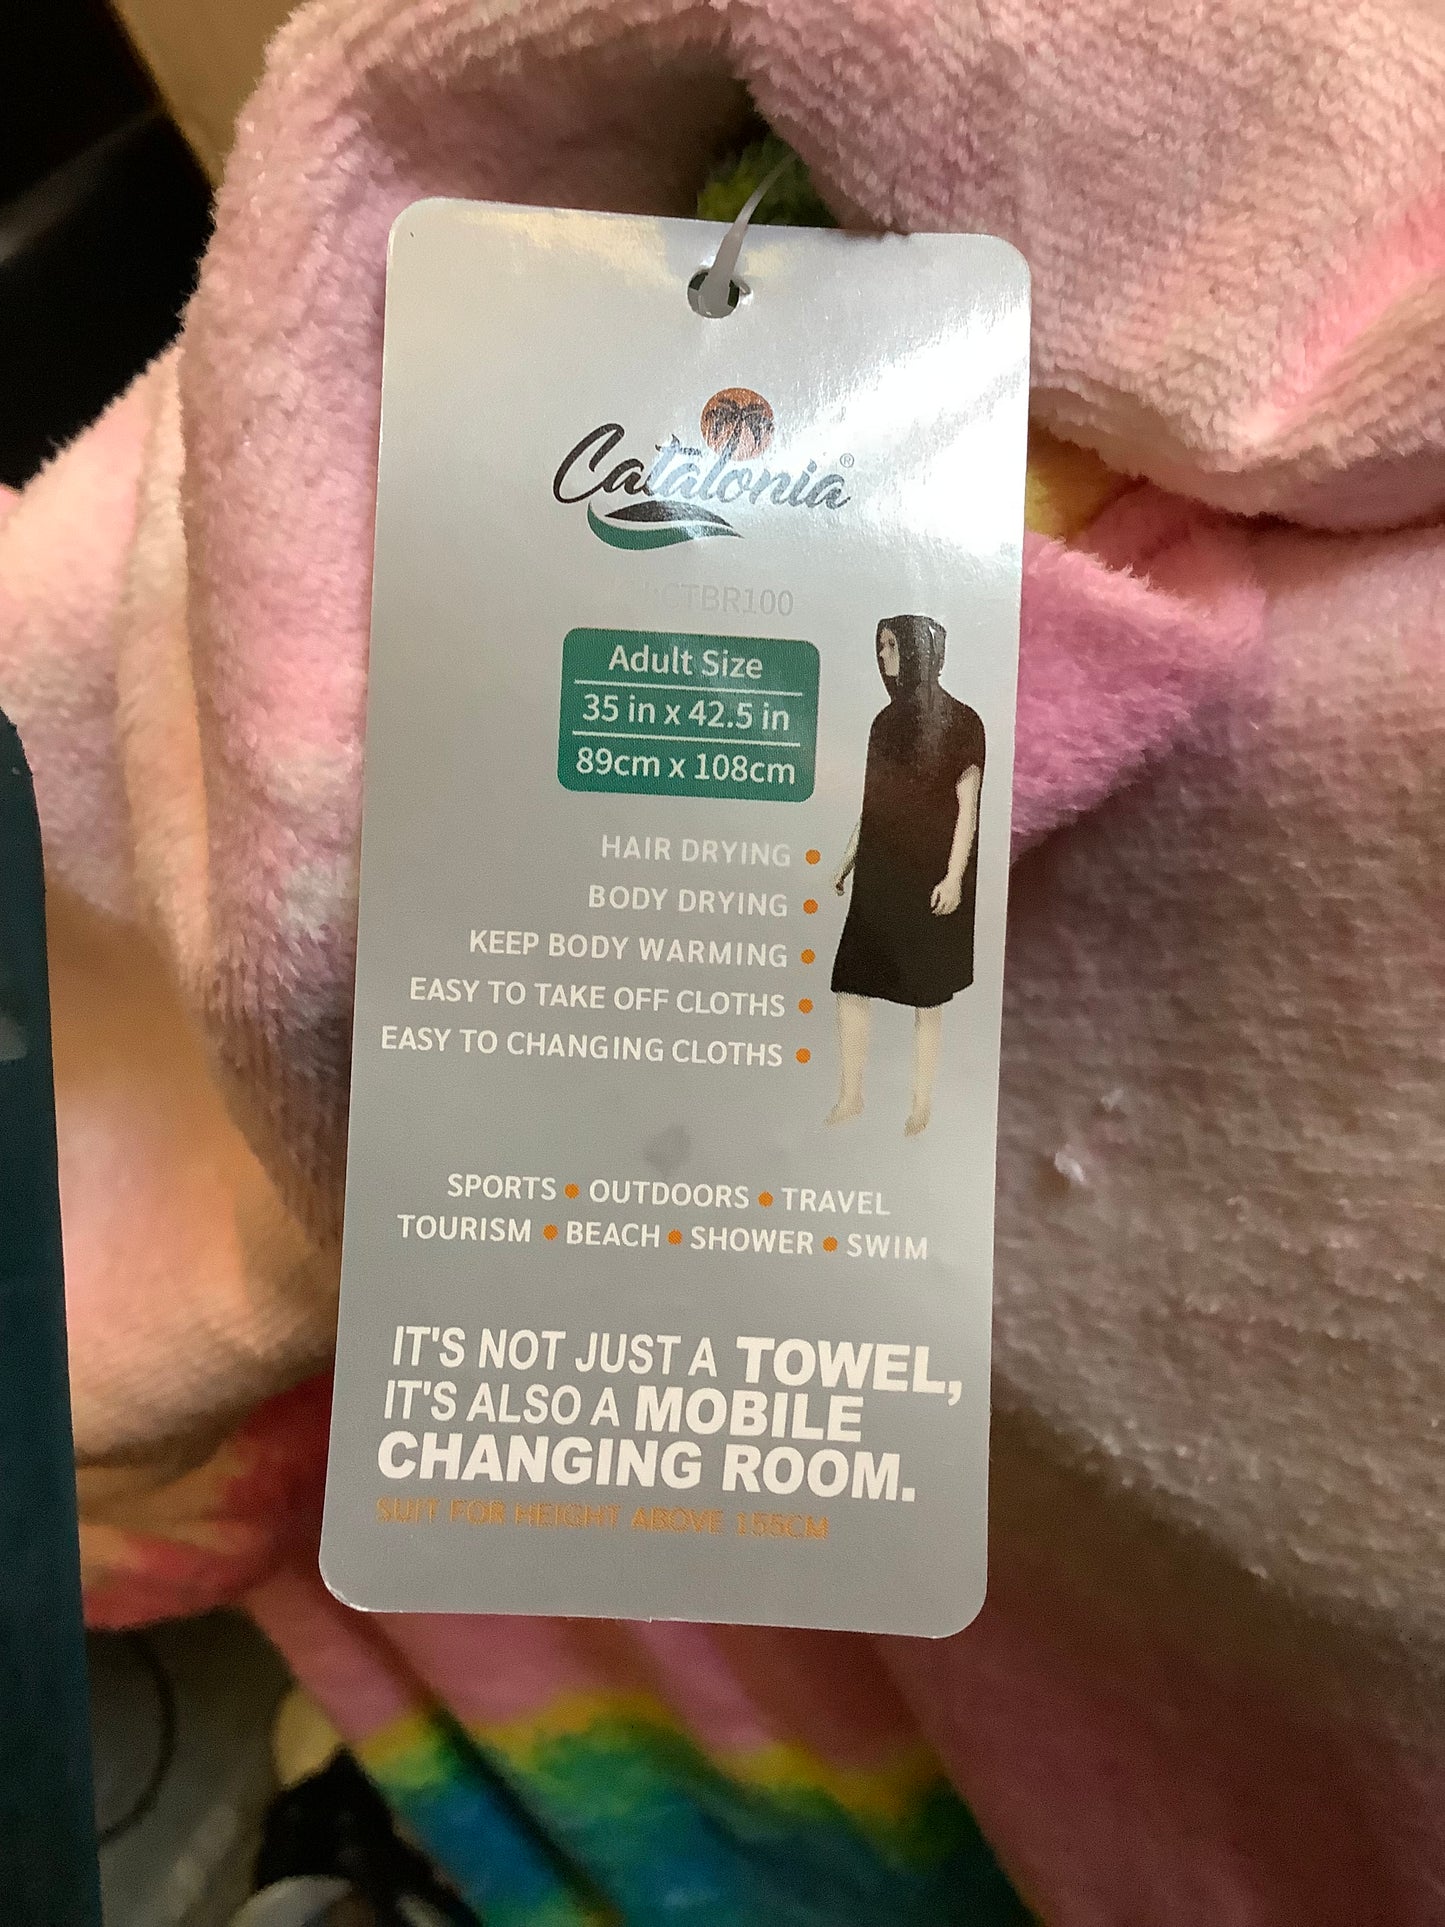 Catalonia®
CTBR100
Adult Size
35 in x 42.5 in
89cm x 108cm
HAIR DRYING •
BODY DRYING •
KEEP BODY WARMING •
EASY TO TAKE OFF CLOTHS •
EASY TO CHANGING CLOTHS •
SPORTS • OUTDOORS • TRAVEL
TOURISM • BEACH • SHOWER • SWIM
IT'S NOT JUST A TOWEL,
IT'S ALSO A MOBILE
CHANGING ROOM.
SUIT FOR HEIGHT ABOVE 155CM